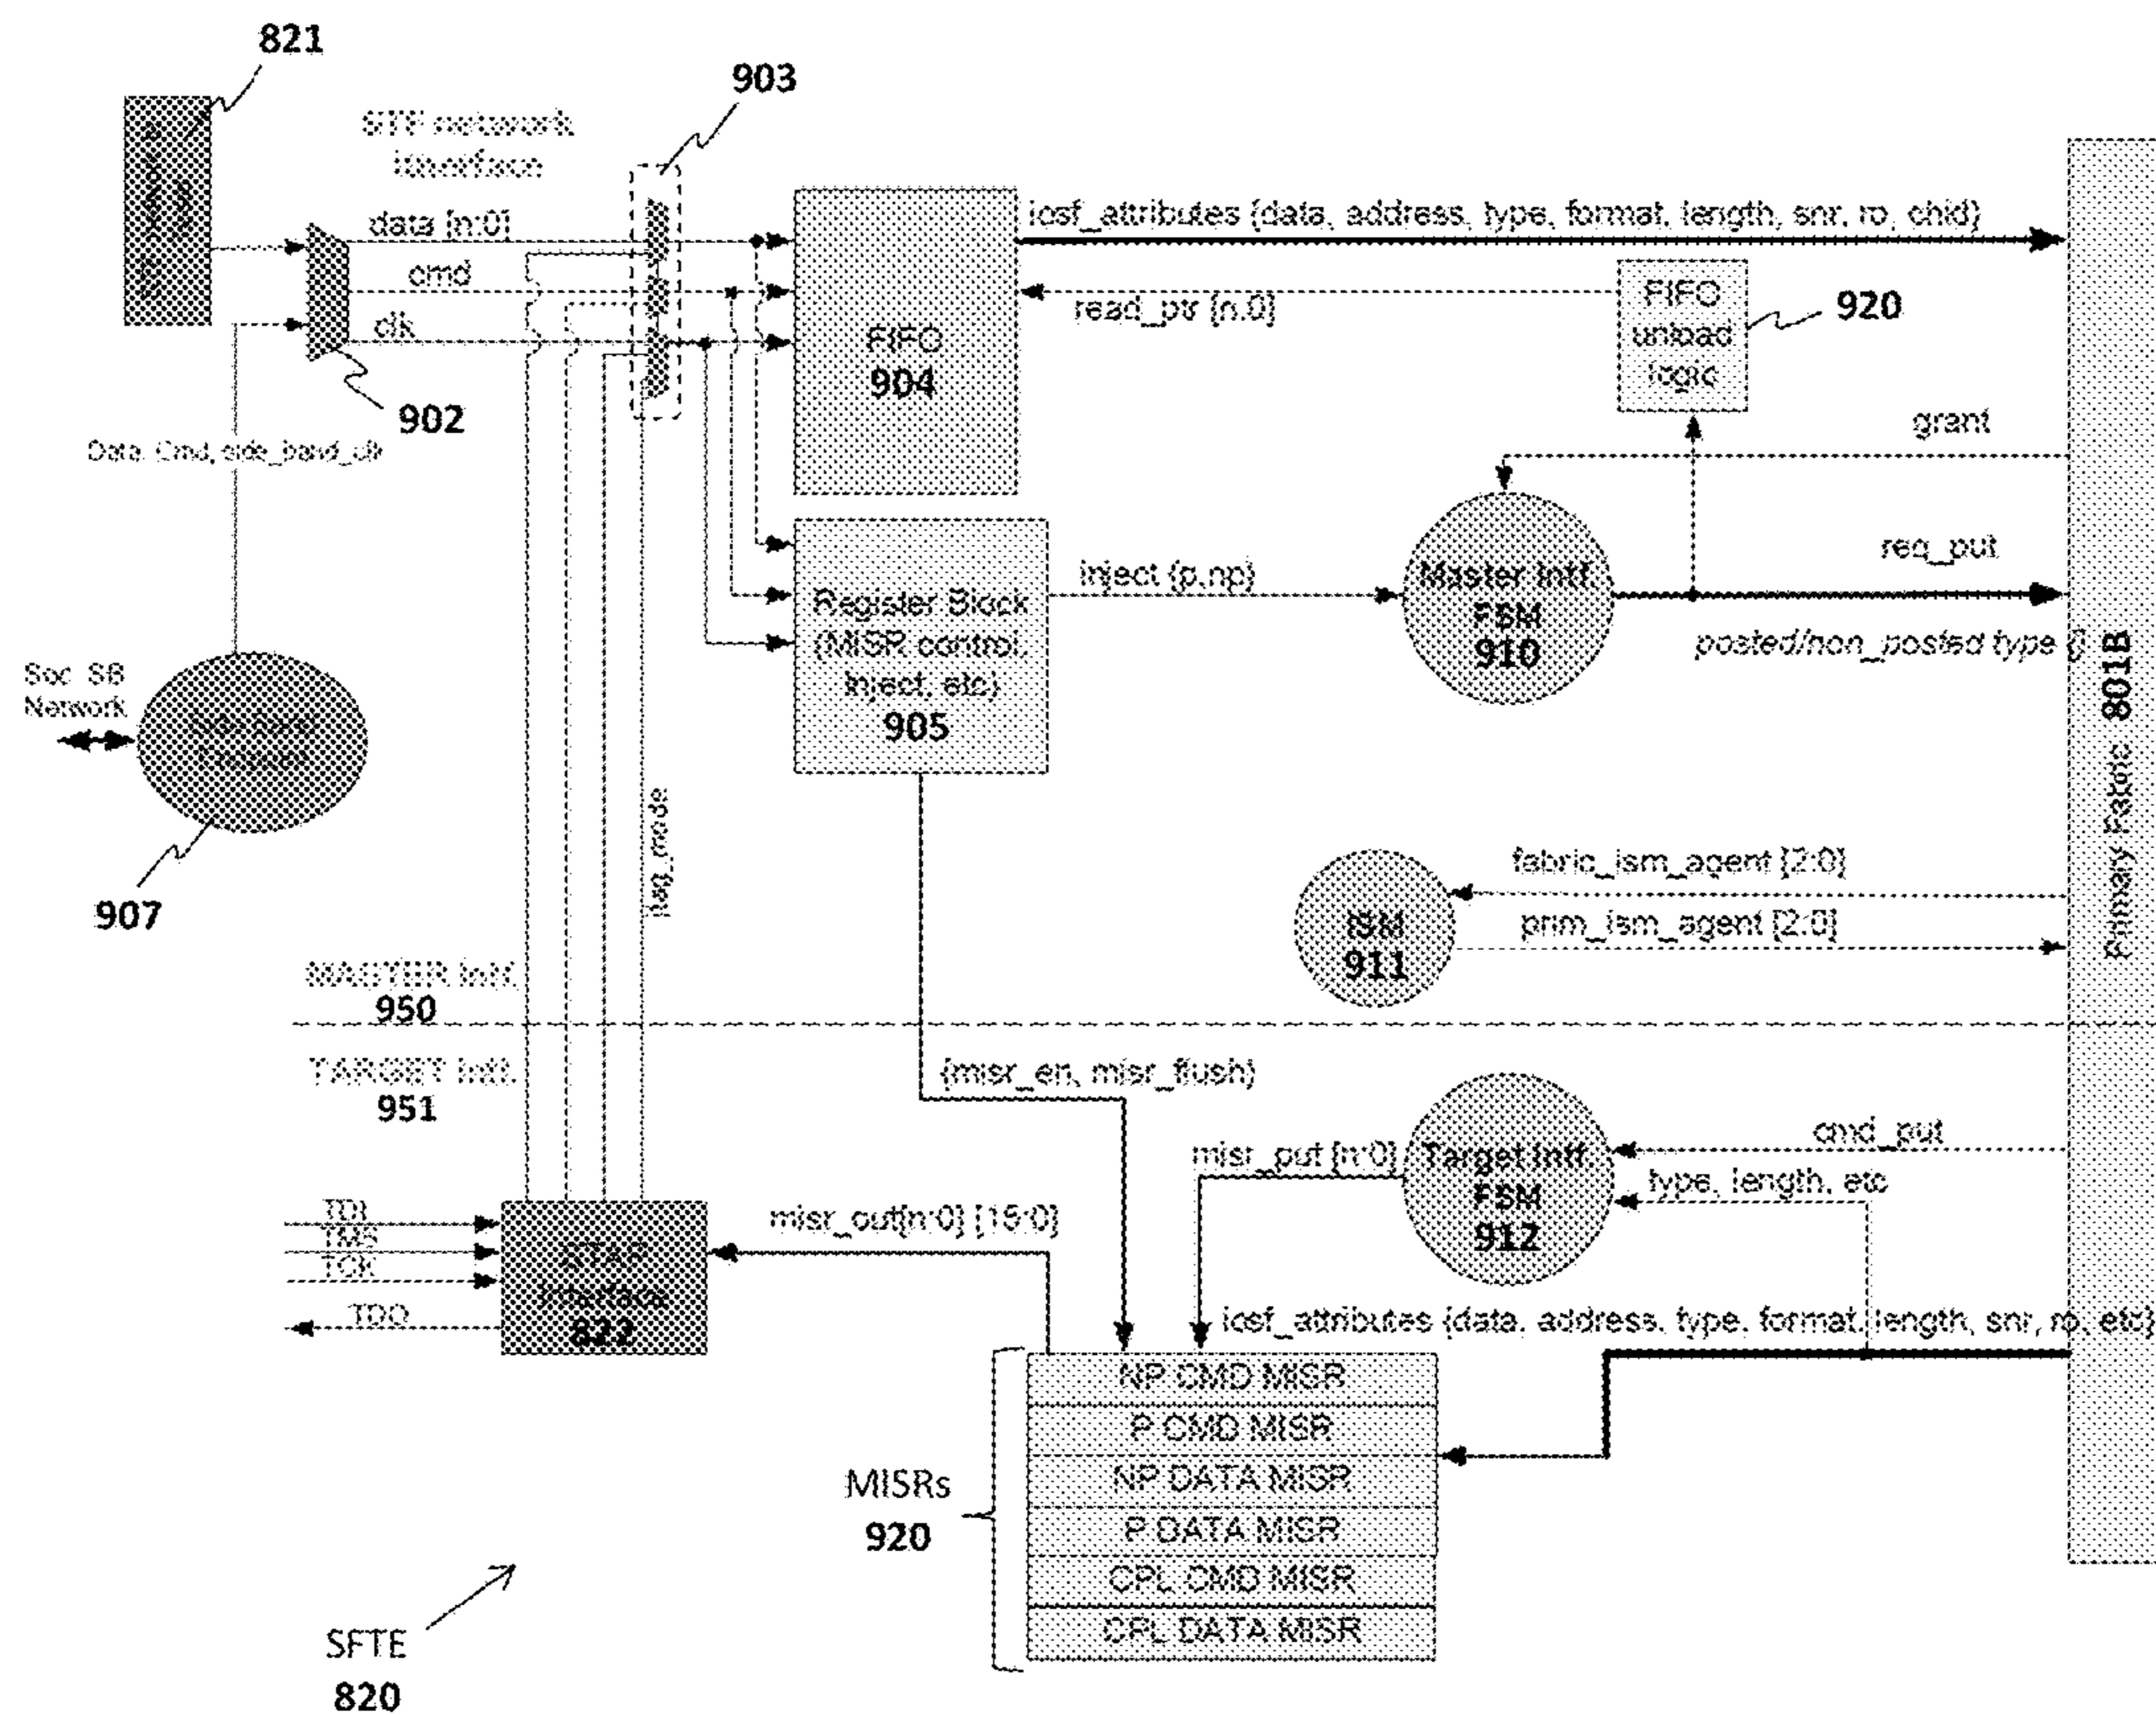 821
903
STF network
interface
data [n:0]
cmd
clk
902
Data, Cmd, side_band_clk
iosf_attributes {data, address, type, format, length, snr, ro, chid}
read_ptr [n:0]
FIFO
904
FIFO
unload
logic
920
grant
Register Block
(MISR control,
Inject, etc)
905
inject {p,np}
Master Intf.
FSM
910
req_put
posted/non_posted type {}
Primary Fabric 801B
Soc SB
Network
907
jtag_mode
fabric_ism_agent [2:0]
ISM
911
prim_ism_agent [2:0]
MASTER Intf.
950
TARGET Intf.
951
{misr_en, misr_flush}
misr_put [n:0]
Target Intf.
FSM
912
cmd_put
type, length, etc
TDI
TMS
TCK
TDO
STAP
Interface
822
misr_out[n:0] [15:0]
iosf_attributes {data, address, type, format, length, snr, ro, etc}
NP CMD MISR
P CMD MISR
NP DATA MISR
P DATA MISR
CPL CMD MISR
CPL DATA MISR
MISRs
920
SFTE
820